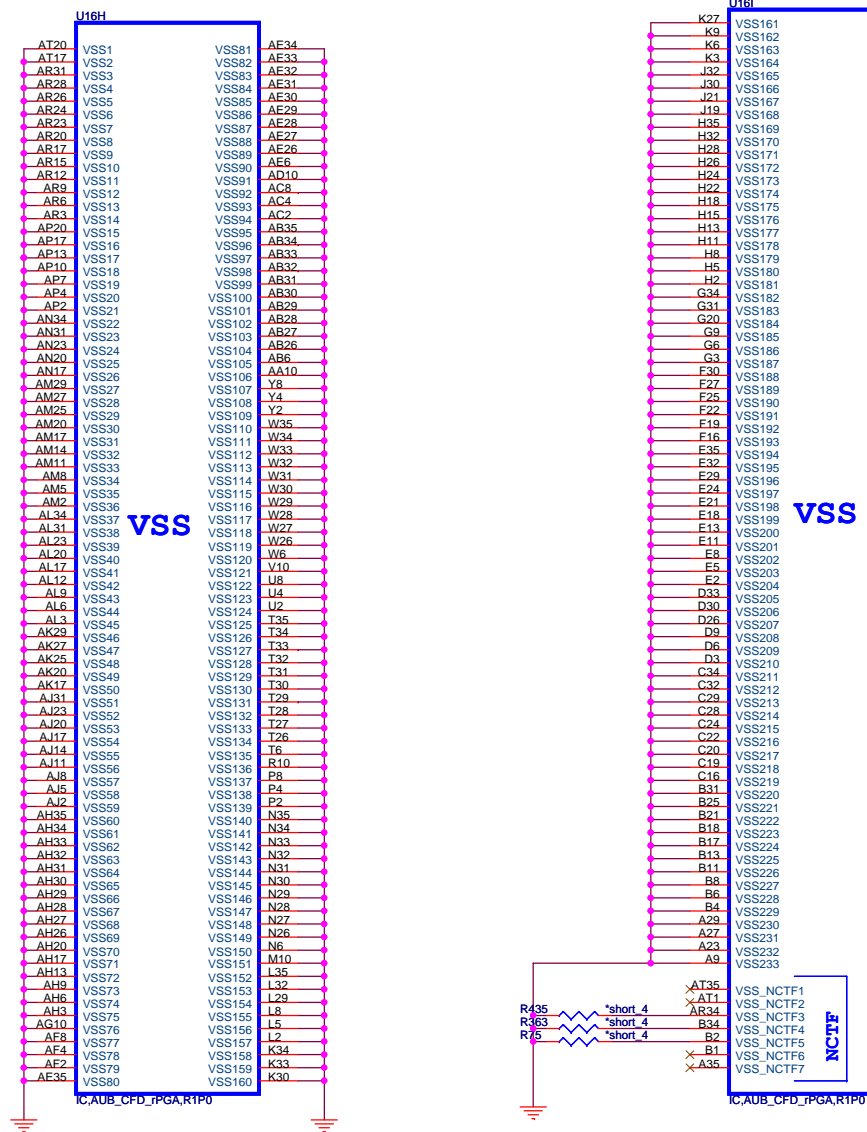 U16H
AT20 VSS1 VSS81 AE34
AT17 VSS2 VSS82 AE33
AR31 VSS3 VSS83 AE32
AR28 VSS4 VSS84 AE31
AR26 VSS5 VSS85 AE30
AR24 VSS6 VSS86 AE29
AR23 VSS7 VSS87 AE28
AR20 VSS8 VSS88 AE27
AR17 VSS9 VSS89 AE26
AR15 VSS10 VSS90 AE6
AR12 VSS11 VSS91 AD10
AR9 VSS12 VSS92 AC8
AR6 VSS13 VSS93 AC4
AR3 VSS14 VSS94 AC2
AP20 VSS15 VSS95 AB35
AP17 VSS16 VSS96 AB34
AP13 VSS17 VSS97 AB33
AP10 VSS18 VSS98 AB32
AP7 VSS19 VSS99 AB31
AP4 VSS20 VSS100 AB30
AP2 VSS21 VSS101 AB29
AN34 VSS22 VSS102 AB28
AN31 VSS23 VSS103 AB27
AN23 VSS24 VSS104 AB26
AN20 VSS25 VSS105 AB6
AN17 VSS26 VSS106 AA10
AM29 VSS27 VSS107 Y8
AM27 VSS28 VSS108 Y4
AM25 VSS29 VSS109 Y2
AM20 VSS30 VSS110 W35
AM17 VSS31 VSS111 W34
AM14 VSS32 VSS112 W33
AM11 VSS33 VSS113 W32
AM8 VSS34 VSS114 W31
AM5 VSS35 VSS115 W30
AM2 VSS36 VSS116 W29
AL34 VSS37 VSS117 W28
VSS
AL31 VSS38 VSS118 W27
AL23 VSS39 VSS119 W26
AL20 VSS40 VSS120 W6
AL17 VSS41 VSS121 V10
AL12 VSS42 VSS122 U8
AL9 VSS43 VSS123 U4
AL6 VSS44 VSS124 U2
AL3 VSS45 VSS125 T35
AK29 VSS46 VSS126 T34
AK27 VSS47 VSS127 T33
AK25 VSS48 VSS128 T32
AK20 VSS49 VSS129 T31
AK17 VSS50 VSS130 T30
AJ31 VSS51 VSS131 T29
AJ23 VSS52 VSS132 T28
AJ20 VSS53 VSS133 T27
AJ17 VSS54 VSS134 T26
AJ14 VSS55 VSS135 T6
AJ11 VSS56 VSS136 R10
AJ8 VSS57 VSS137 P8
AJ5 VSS58 VSS138 P4
AJ2 VSS59 VSS139 P2
AH35 VSS60 VSS140 N35
AH34 VSS61 VSS141 N34
AH33 VSS62 VSS142 N33
AH32 VSS63 VSS143 N32
AH31 VSS64 VSS144 N31
AH30 VSS65 VSS145 N30
AH29 VSS66 VSS146 N29
AH28 VSS67 VSS147 N28
AH27 VSS68 VSS148 N27
AH26 VSS69 VSS149 N26
AH20 VSS70 VSS150 N6
AH17 VSS71 VSS151 M10
AH13 VSS72 VSS152 L35
AH9 VSS73 VSS153 L32
AH6 VSS74 VSS154 L29
AH3 VSS75 VSS155 L8
AG10 VSS76 VSS156 L5
AF8 VSS77 VSS157 L2
AF4 VSS78 VSS158 K34
AF2 VSS79 VSS159 K33
AE35 VSS80 VSS160 K30
IC,AUB_CFD_rPGA,R1P0
U16I
K27 VSS161
K9 VSS162
K6 VSS163
K3 VSS164
J32 VSS165
J30 VSS166
J21 VSS167
J19 VSS168
H35 VSS169
H32 VSS170
H28 VSS171
H26 VSS172
H24 VSS173
H22 VSS174
H18 VSS175
H15 VSS176
H13 VSS177
H11 VSS178
H8 VSS179
H5 VSS180
H2 VSS181
G34 VSS182
G31 VSS183
G20 VSS184
G9 VSS185
G6 VSS186
G3 VSS187
F30 VSS188
F27 VSS189
F25 VSS190
F22 VSS191
F19 VSS192
F16 VSS193
E35 VSS194
E32 VSS195
E29 VSS196
E24 VSS197
E21 VSS198
VSS
E18 VSS199
E13 VSS200
E11 VSS201
E8 VSS202
E5 VSS203
E2 VSS204
D33 VSS205
D30 VSS206
D26 VSS207
D9 VSS208
D6 VSS209
D3 VSS210
C34 VSS211
C32 VSS212
C29 VSS213
C28 VSS214
C24 VSS215
C22 VSS216
C20 VSS217
C19 VSS218
C16 VSS219
B31 VSS220
B25 VSS221
B21 VSS222
B18 VSS223
B17 VSS224
B13 VSS225
B11 VSS226
B8 VSS227
B6 VSS228
B4 VSS229
A29 VSS230
A27 VSS231
A23 VSS232
A9 VSS233
AT35 VSS_NCTF1
AT1 VSS_NCTF2
R435 *short_4 AR34 VSS_NCTF3
R363 *short_4 B34 VSS_NCTF4
R75 *short_4 B2 VSS_NCTF5
B1 VSS_NCTF6
A35 VSS_NCTF7
NCTF
IC,AUB_CFD_rPGA,R1P0